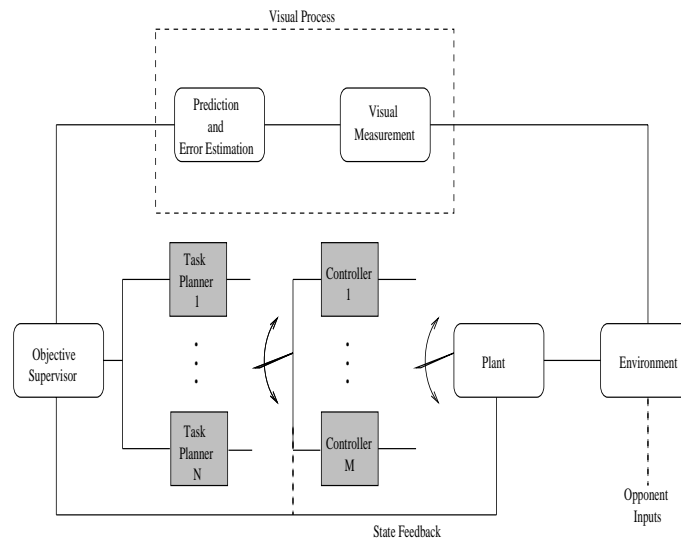 Visual Process
Prediction
and
Error Estimation
Visual
Measurement
Task
Planner
1
Controller
1
Objective
Supervisor
Plant
Environment
Task
Planner
N
Controller
M
Opponent
Inputs
State Feedback